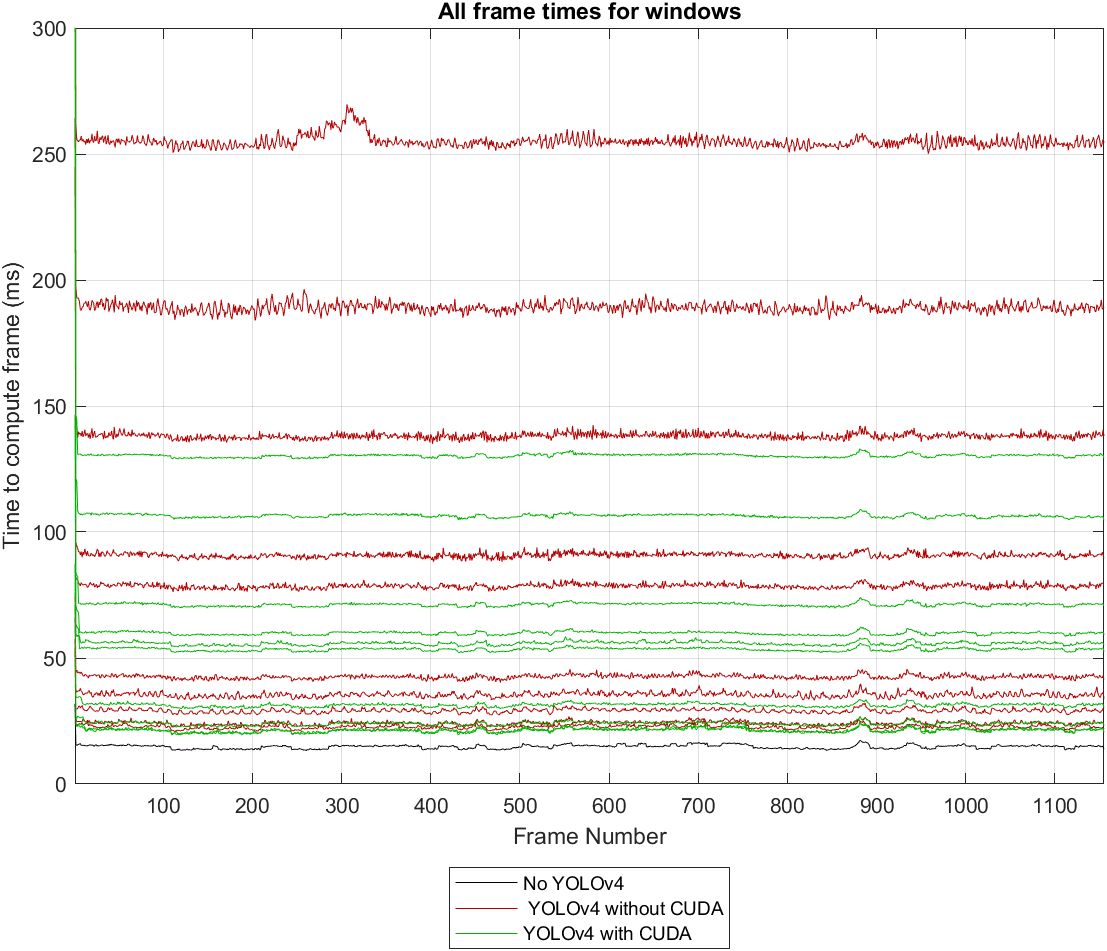 All frame times for windows
300
250
200
150
100
50
0
Time to compute frame (ms)
100 200 300 400 500 600 700 800 900 1000 1100
Frame Number
No YOLOv4
YOLOv4 without CUDA
YOLOv4 with CUDA